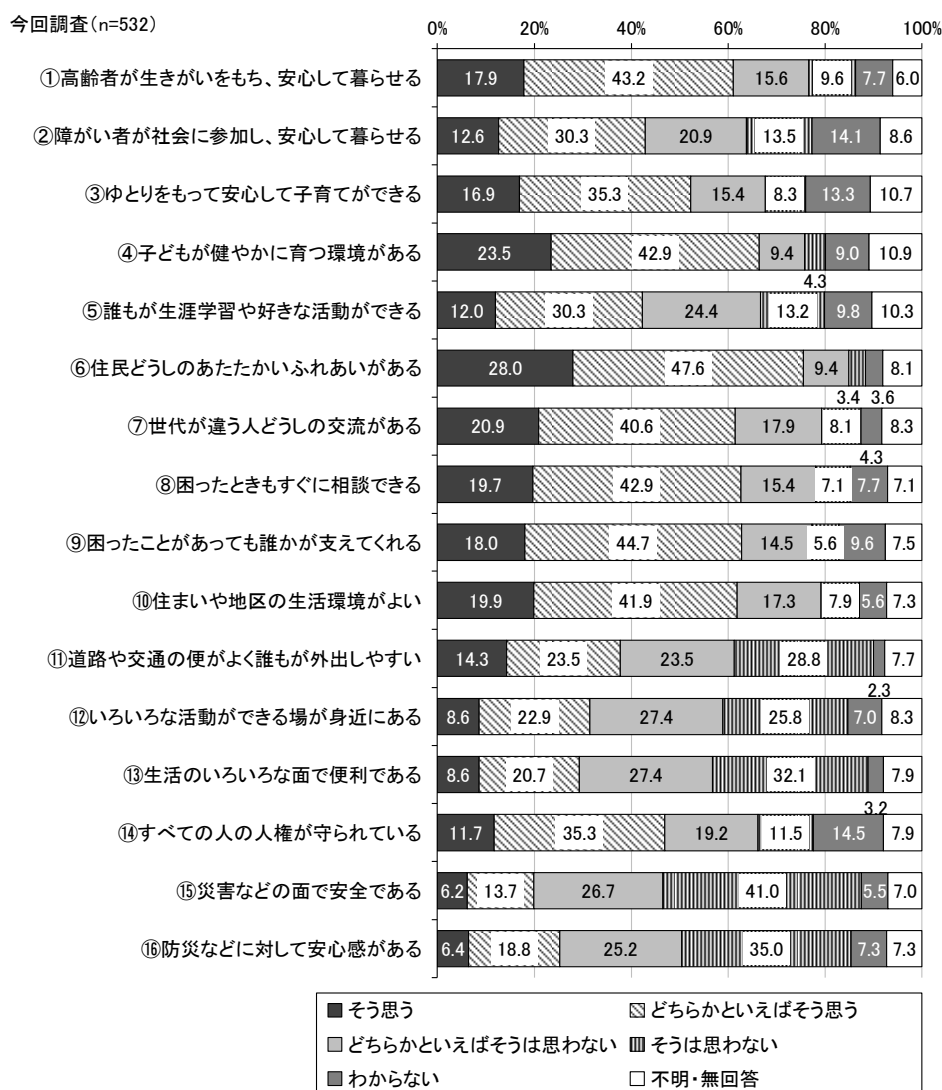 今回調査(n=532)
0% 20% 40% 60% 80% 100%
①高齢者が生きがいをもち、安心して暮らせる 17.9 43.2 15.6 9.6 7.7 6.0
②障がい者が社会に参加し、安心して暮らせる 12.6 30.3 20.9 13.5 14.1 8.6
③ゆとりをもって安心して子育てができる 16.9 35.3 15.4 8.3 13.3 10.7
④子どもが健やかに育つ環境がある 23.5 42.9 9.4 9.0 10.9
4.3
⑤誰もが生涯学習や好きな活動ができる 12.0 30.3 24.4 13.2 9.8 10.3
⑥住民どうしのあたたかいふれあいがある 28.0 47.6 9.4 8.1
3.4 3.6
⑦世代が違う人どうしの交流がある 20.9 40.6 17.9 8.1 8.3
4.3
⑧困ったときもすぐに相談できる 19.7 42.9 15.4 7.1 7.7 7.1
⑨困ったことがあっても誰かが支えてくれる 18.0 44.7 14.5 5.6 9.6 7.5
⑩住まいや地区の生活環境がよい 19.9 41.9 17.3 7.9 5.6 7.3
⑪道路や交通の便がよく誰もが外出しやすい 14.3 23.5 23.5 28.8 7.7
2.3
⑫いろいろな活動ができる場が身近にある 8.6 22.9 27.4 25.8 7.0 8.3
⑬生活のいろいろな面で便利である 8.6 20.7 27.4 32.1 7.9
3.2
⑭すべての人の人権が守られている 11.7 35.3 19.2 11.5 14.5 7.9
⑮災害などの面で安全である 6.2 13.7 26.7 41.0 5.5 7.0
⑯防災などに対して安心感がある 6.4 18.8 25.2 35.0 7.3 7.3
そう思う どちらかといえばそう思う
どちらかといえばそうは思わない そうは思わない
わからない 不明・無回答